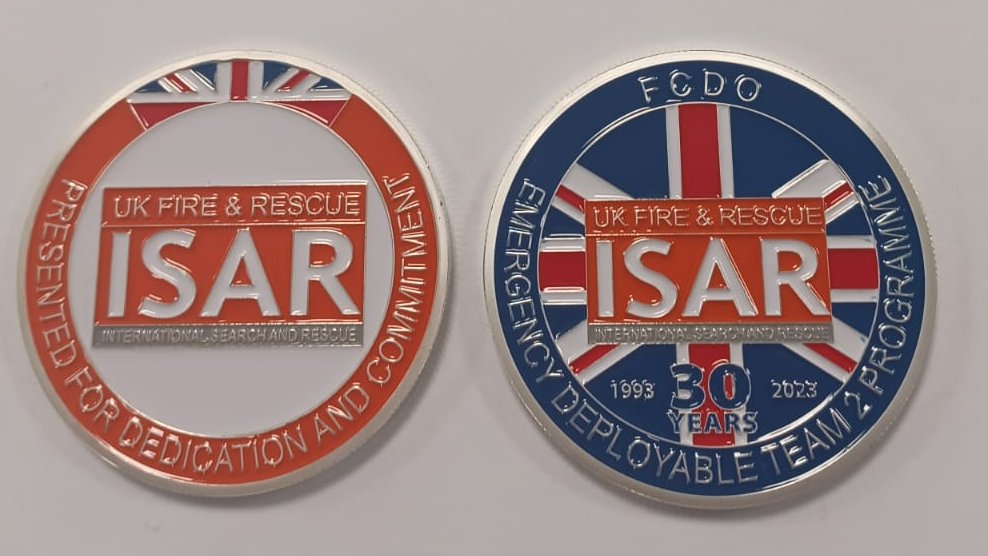 PRESENTED FOR DEDICATION AND COMMITMENT
UK FIRE & RESCUE
ISAR
INTERNATIONAL SEARCH AND RESCUE
FCDO
EMERGENCY DEPLOYABLE TEAM 2 PROGRAMME
UK FIRE & RESCUE
ISAR
INTERNATIONAL SEARCH AND RESCUE
1993 30 2023
YEARS